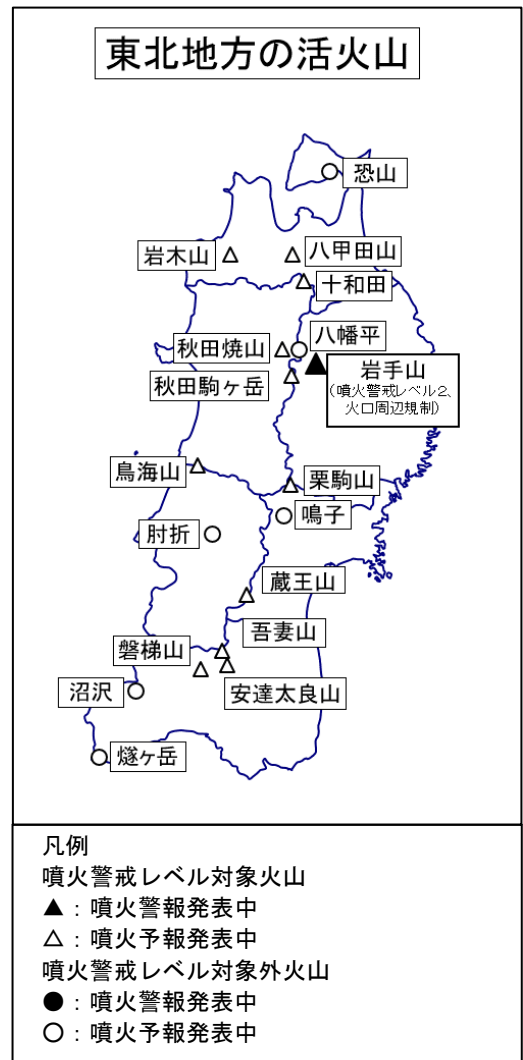 東北地方の活火山
恐山
岩木山
八甲田山
十和田
八幡平
秋田焼山
岩手山
(噴火警戒レベル2、
火口周辺規制)
秋田駒ヶ岳
鳥海山
栗駒山
鳴子
肘折
蔵王山
吾妻山
磐梯山
安達太良山
沼沢
燧ヶ岳
凡例
噴火警戒レベル対象火山
▲：噴火警報発表中
△：噴火予報発表中
噴火警戒レベル対象外火山
●：噴火警報発表中
○：噴火予報発表中